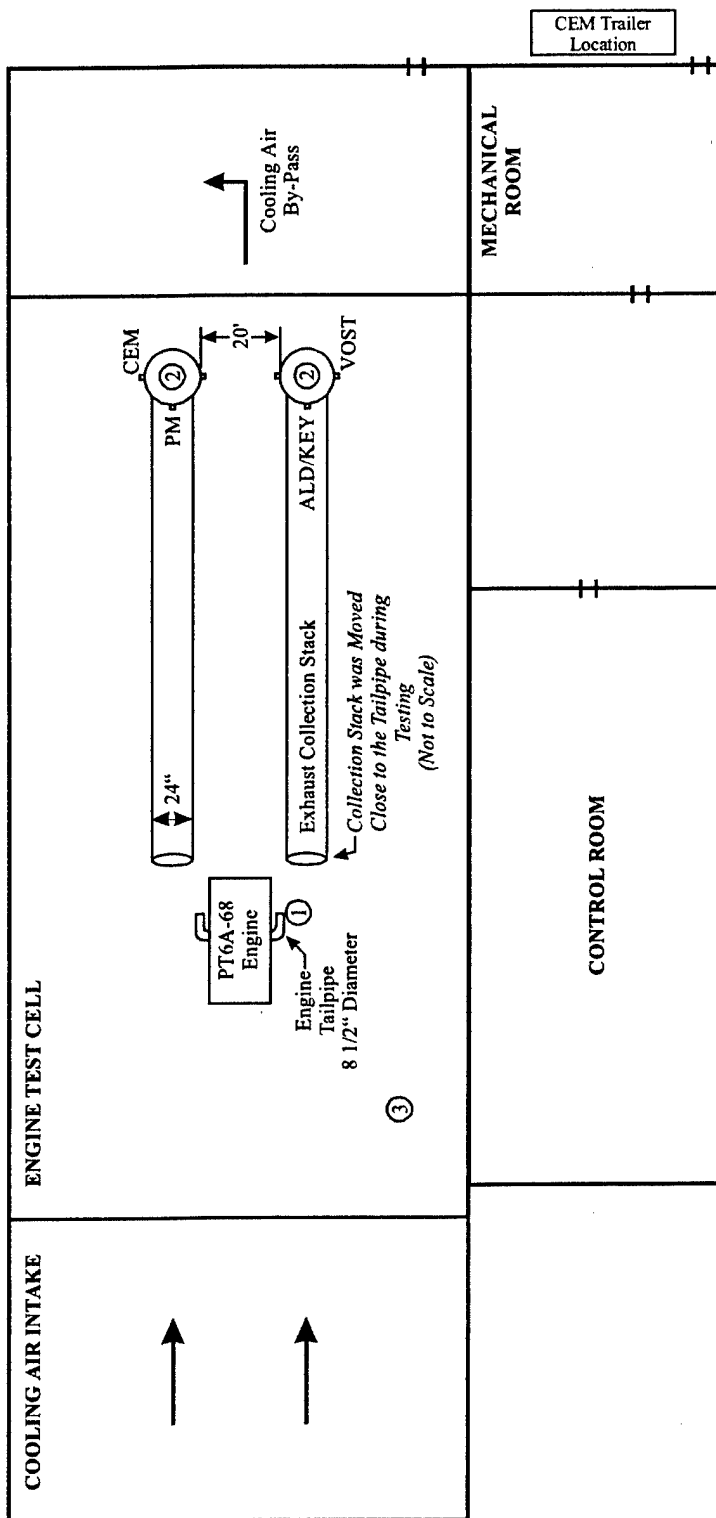 COOLING AIR INTAKE
ENGINE TEST CELL
PT6A-68
Engine
1
Engine
Tailpipe
8 1/2“ Diameter
3
24“
Exhaust Collection Stack
Collection Stack was Moved
Close to the Tailpipe during
Testing
(Not to Scale)
CEM
PM
2
20'
2
ALD/KEY
VOST
Cooling Air
By-Pass
CONTROL ROOM
MECHANICAL
ROOM
CEM Trailer
Location